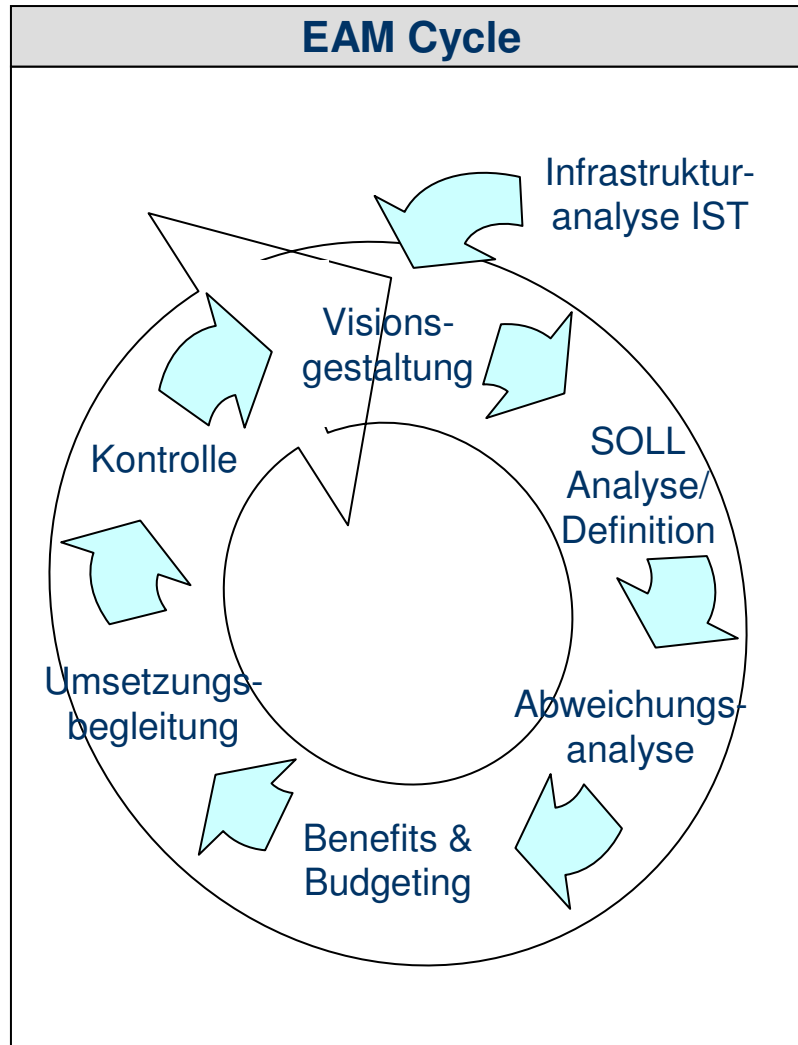 EAM Cycle
Infrastruktur-
analyse IST
Visions-
gestaltung
SOLL
Analyse/
Definition
Abweichungs-
analyse
Benefits &
Budgeting
Umsetzungs-
begleitung
Kontrolle